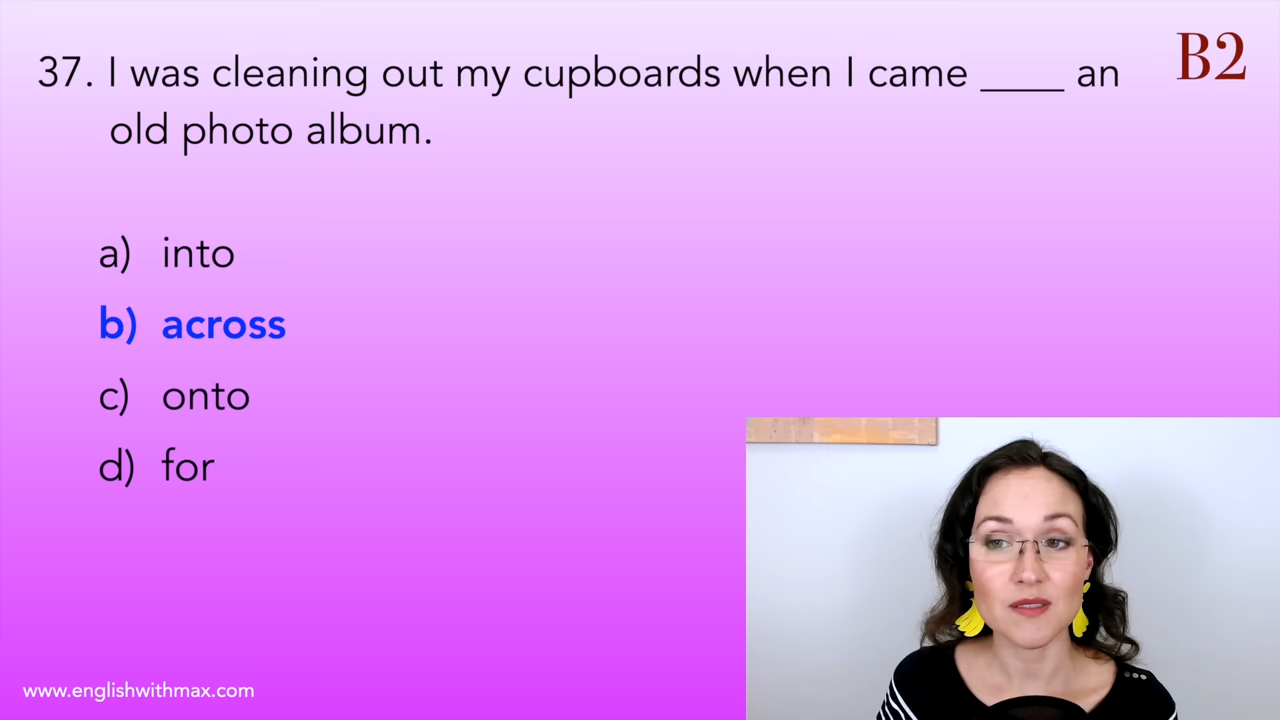 37. I was cleaning out my cupboards when I came ____ an
old photo album.
B2
a) into
b) across
c) onto
d) for
www.englishwithmax.com